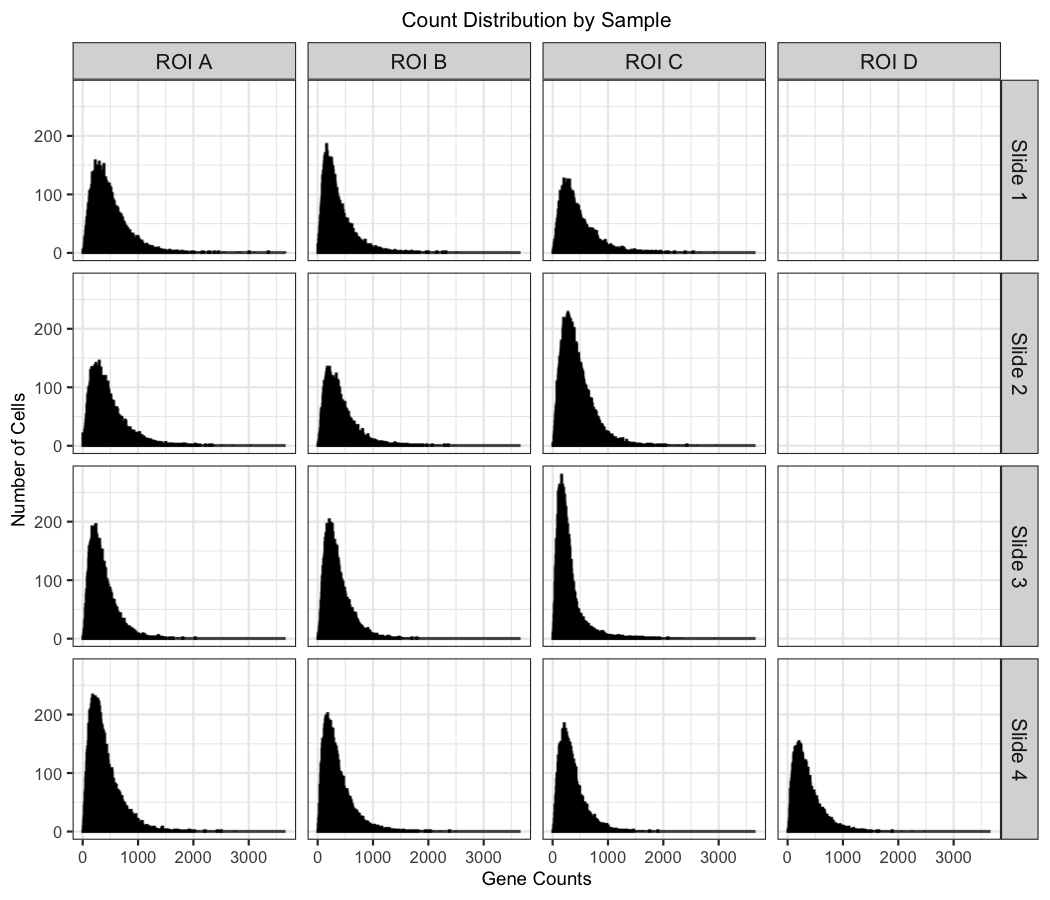 Count Distribution by Sample
ROI A ROI B ROI C ROI D
200
100
0
Slide 1
200
100
0
Slide 2
200
100
0
Slide 3
200
100
0
Slide 4
Number of Cells
0 1000 2000 3000 0 1000 2000 3000 0 1000 2000 3000 0 1000 2000 3000
Gene Counts